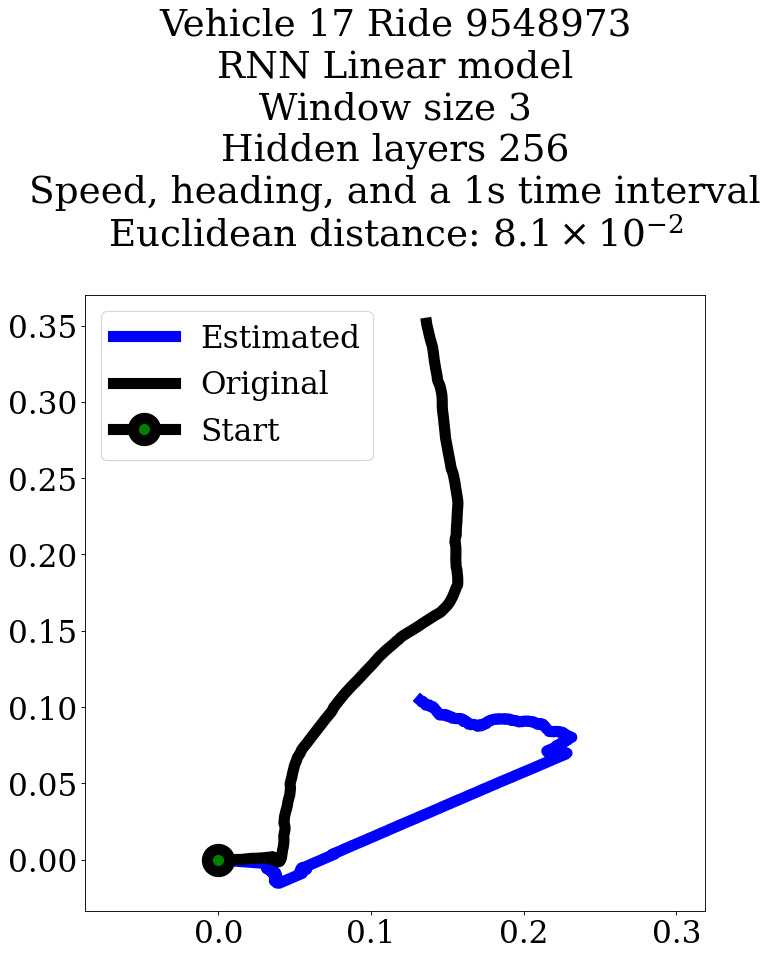 Vehicle 17 Ride 9548973
RNN Linear model
Window size 3
Hidden layers 256
Speed, heading, and a 1s time interval
Euclidean distance: 8.1 × 10⁻²
Estimated
Original
Start
0.35
0.30
0.25
0.20
0.15
0.10
0.05
0.00
0.0 0.1 0.2 0.3